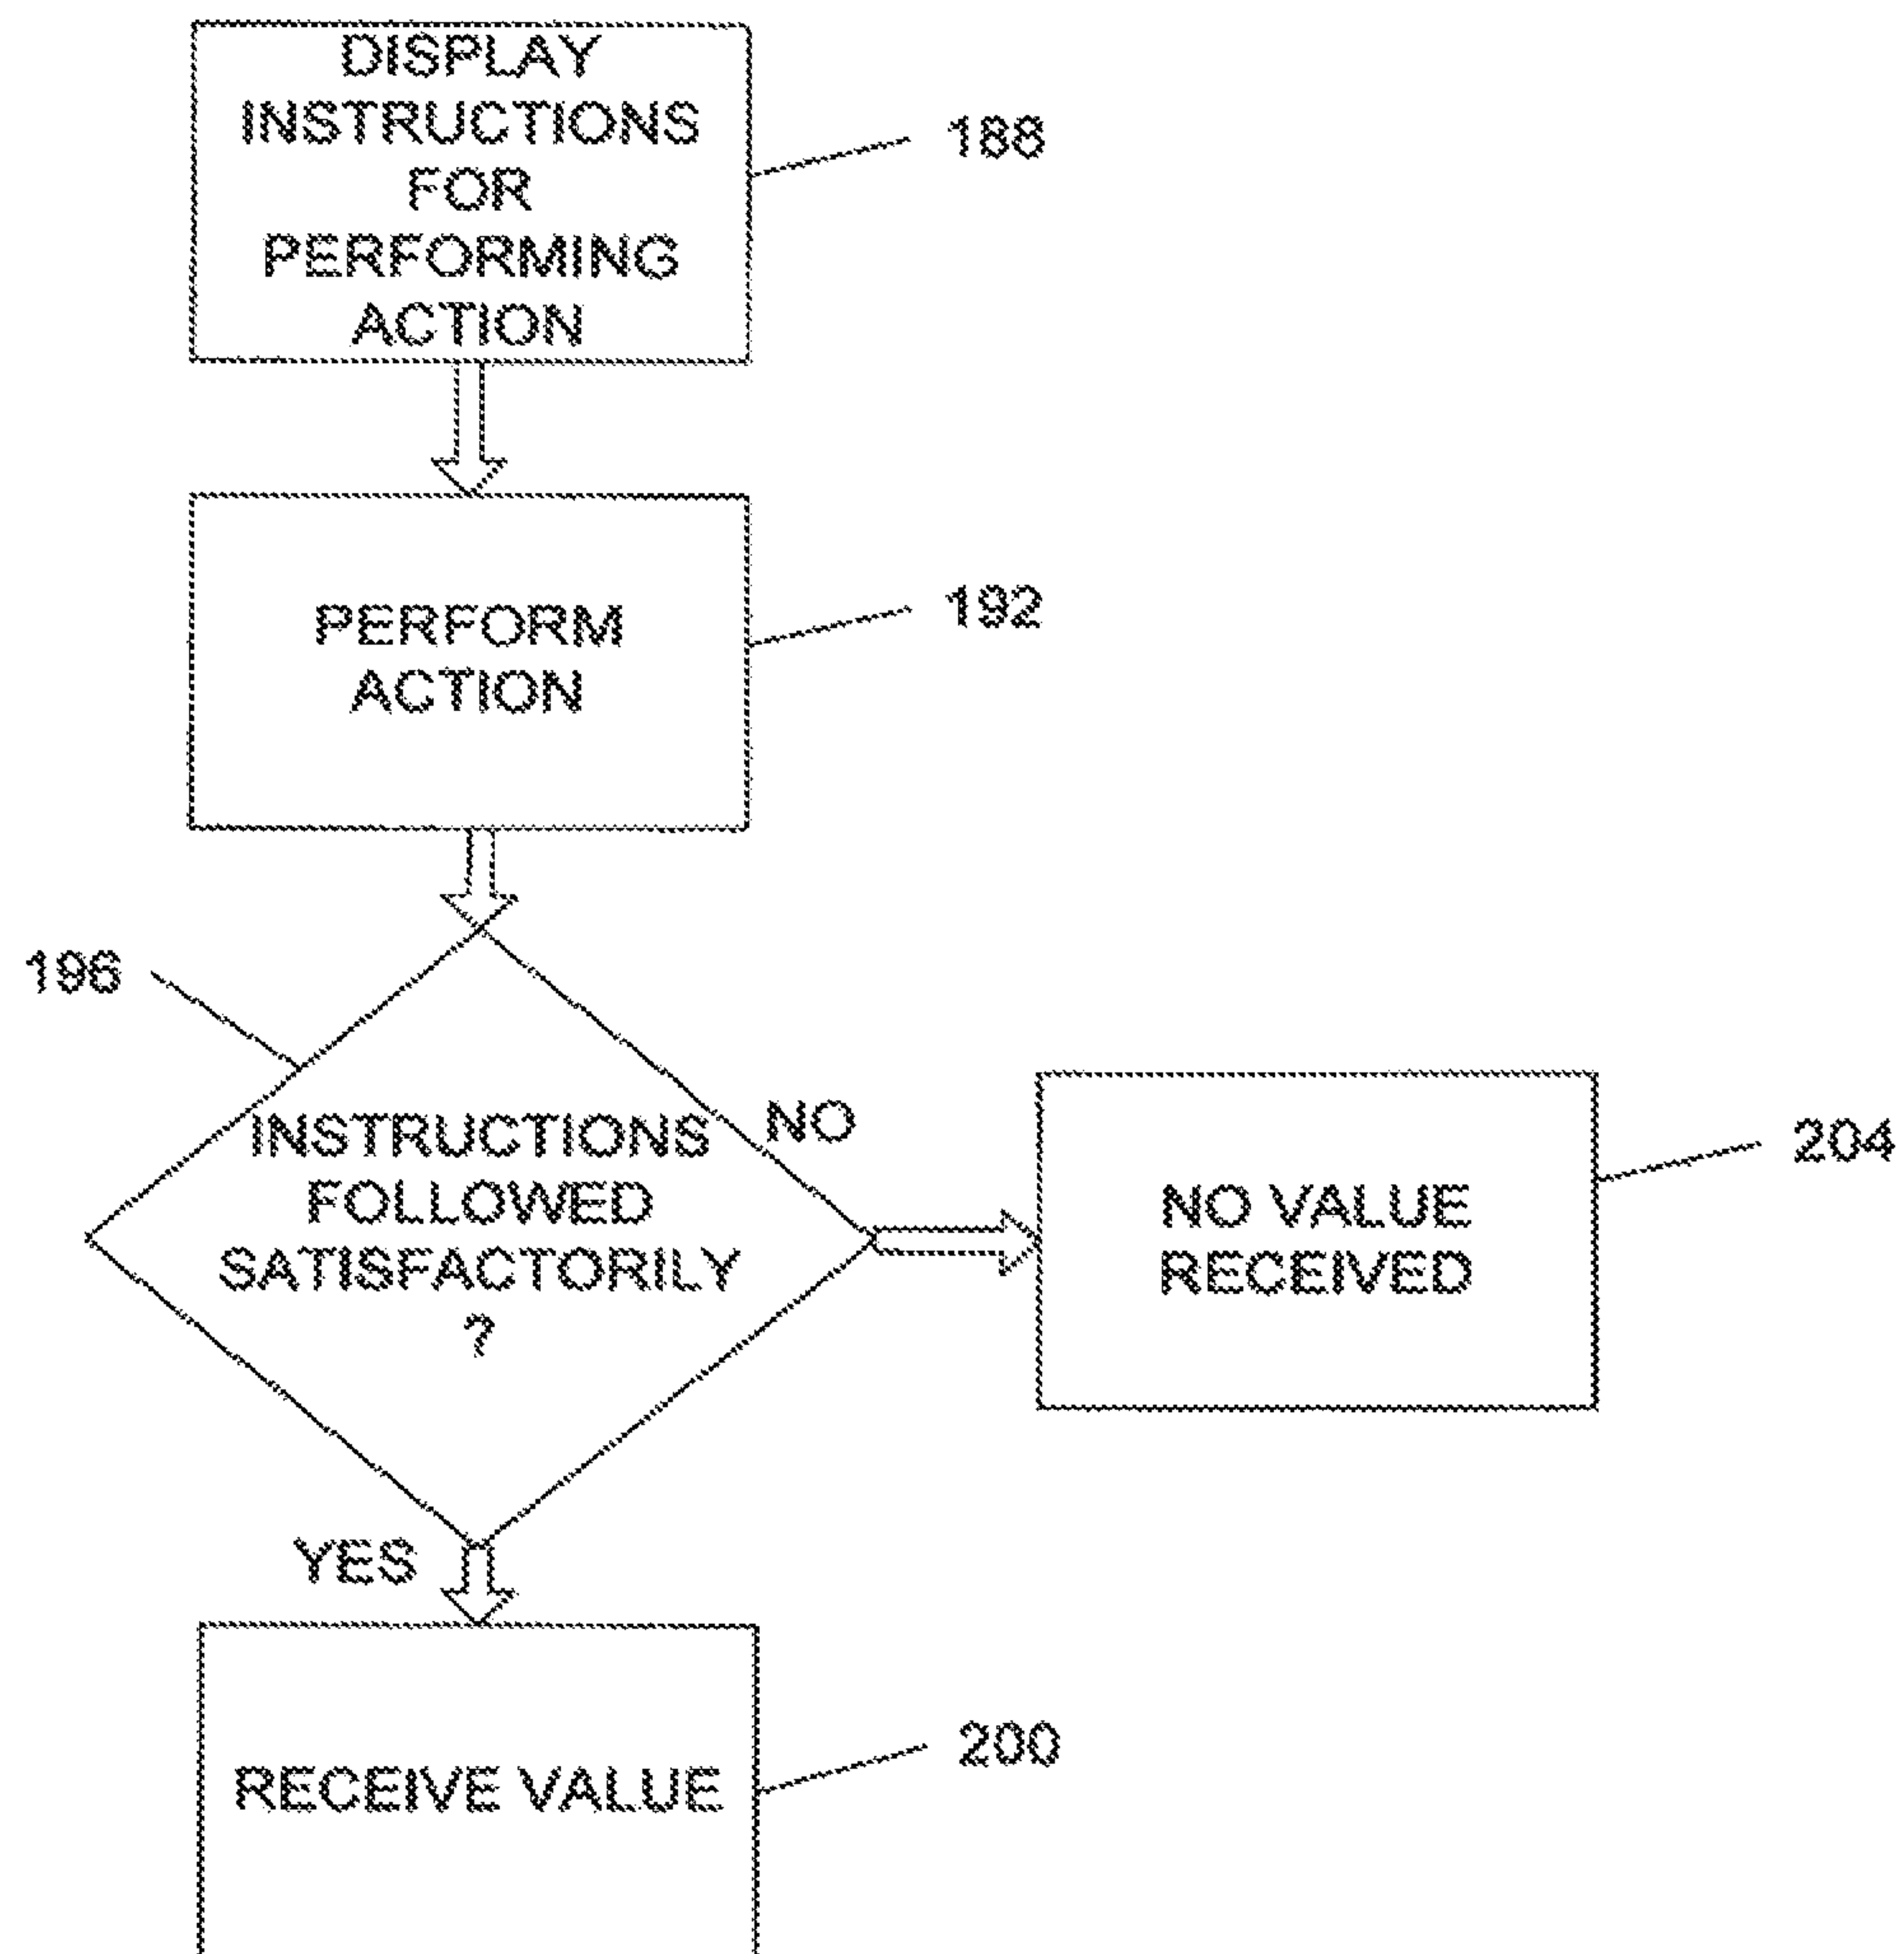 DISPLAY
INSTRUCTIONS
FOR
PERFORMING
ACTION
188
PERFORM
ACTION
192
196
INSTRUCTIONS
FOLLOWED
SATISFACTORILY
?
NO
NO VALUE
RECEIVED
204
YES
RECEIVE VALUE
200